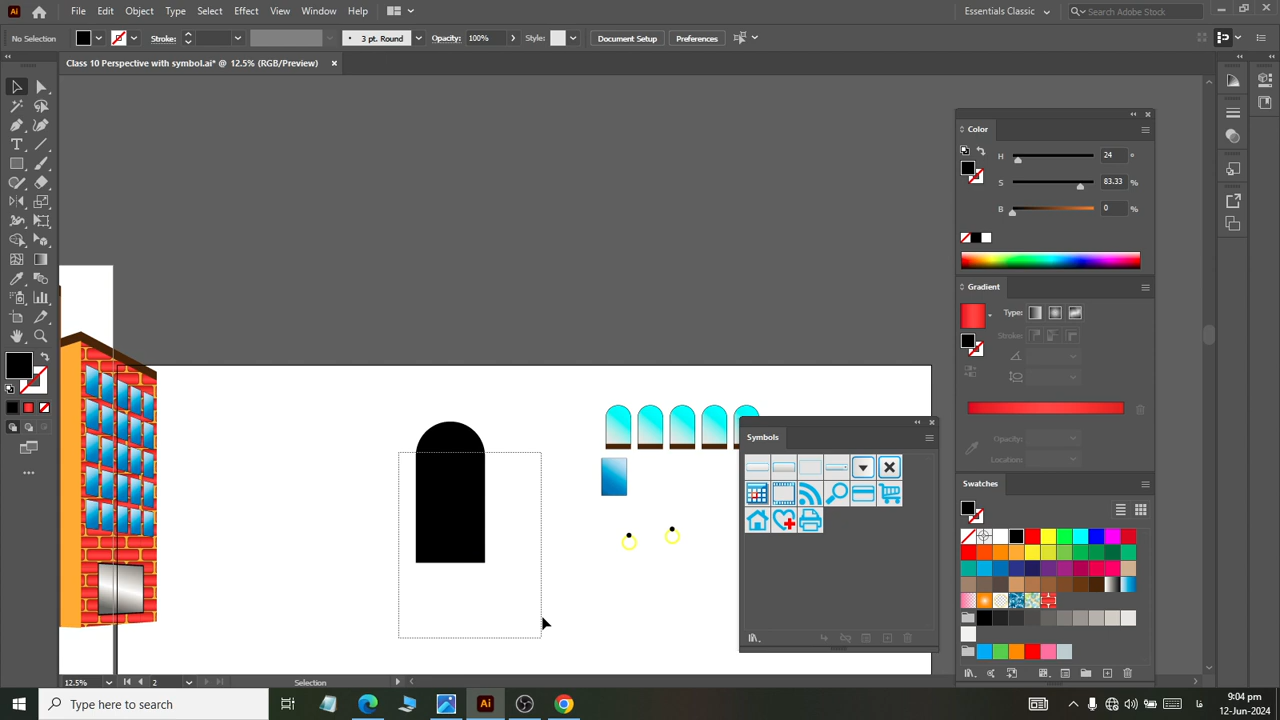 Ai File Edit Object Type Select Effect View Window Help Essentials Classic Search Adobe Stock
No Selection Stroke: 3 pt. Round Opacity: 100% Style: Document Setup Preferences
Class 10 Perspective with symbol.ai* @ 12.5% (RGB/Preview)
Color
H 24 °
S 83.33 %
B 0 %
Gradient
Type:
Stroke:
Opacity:
Location:
Symbols
Swatches
12.5% 2 Selection
Type here to search
Ai
9:04 pm
12-Jun-2024